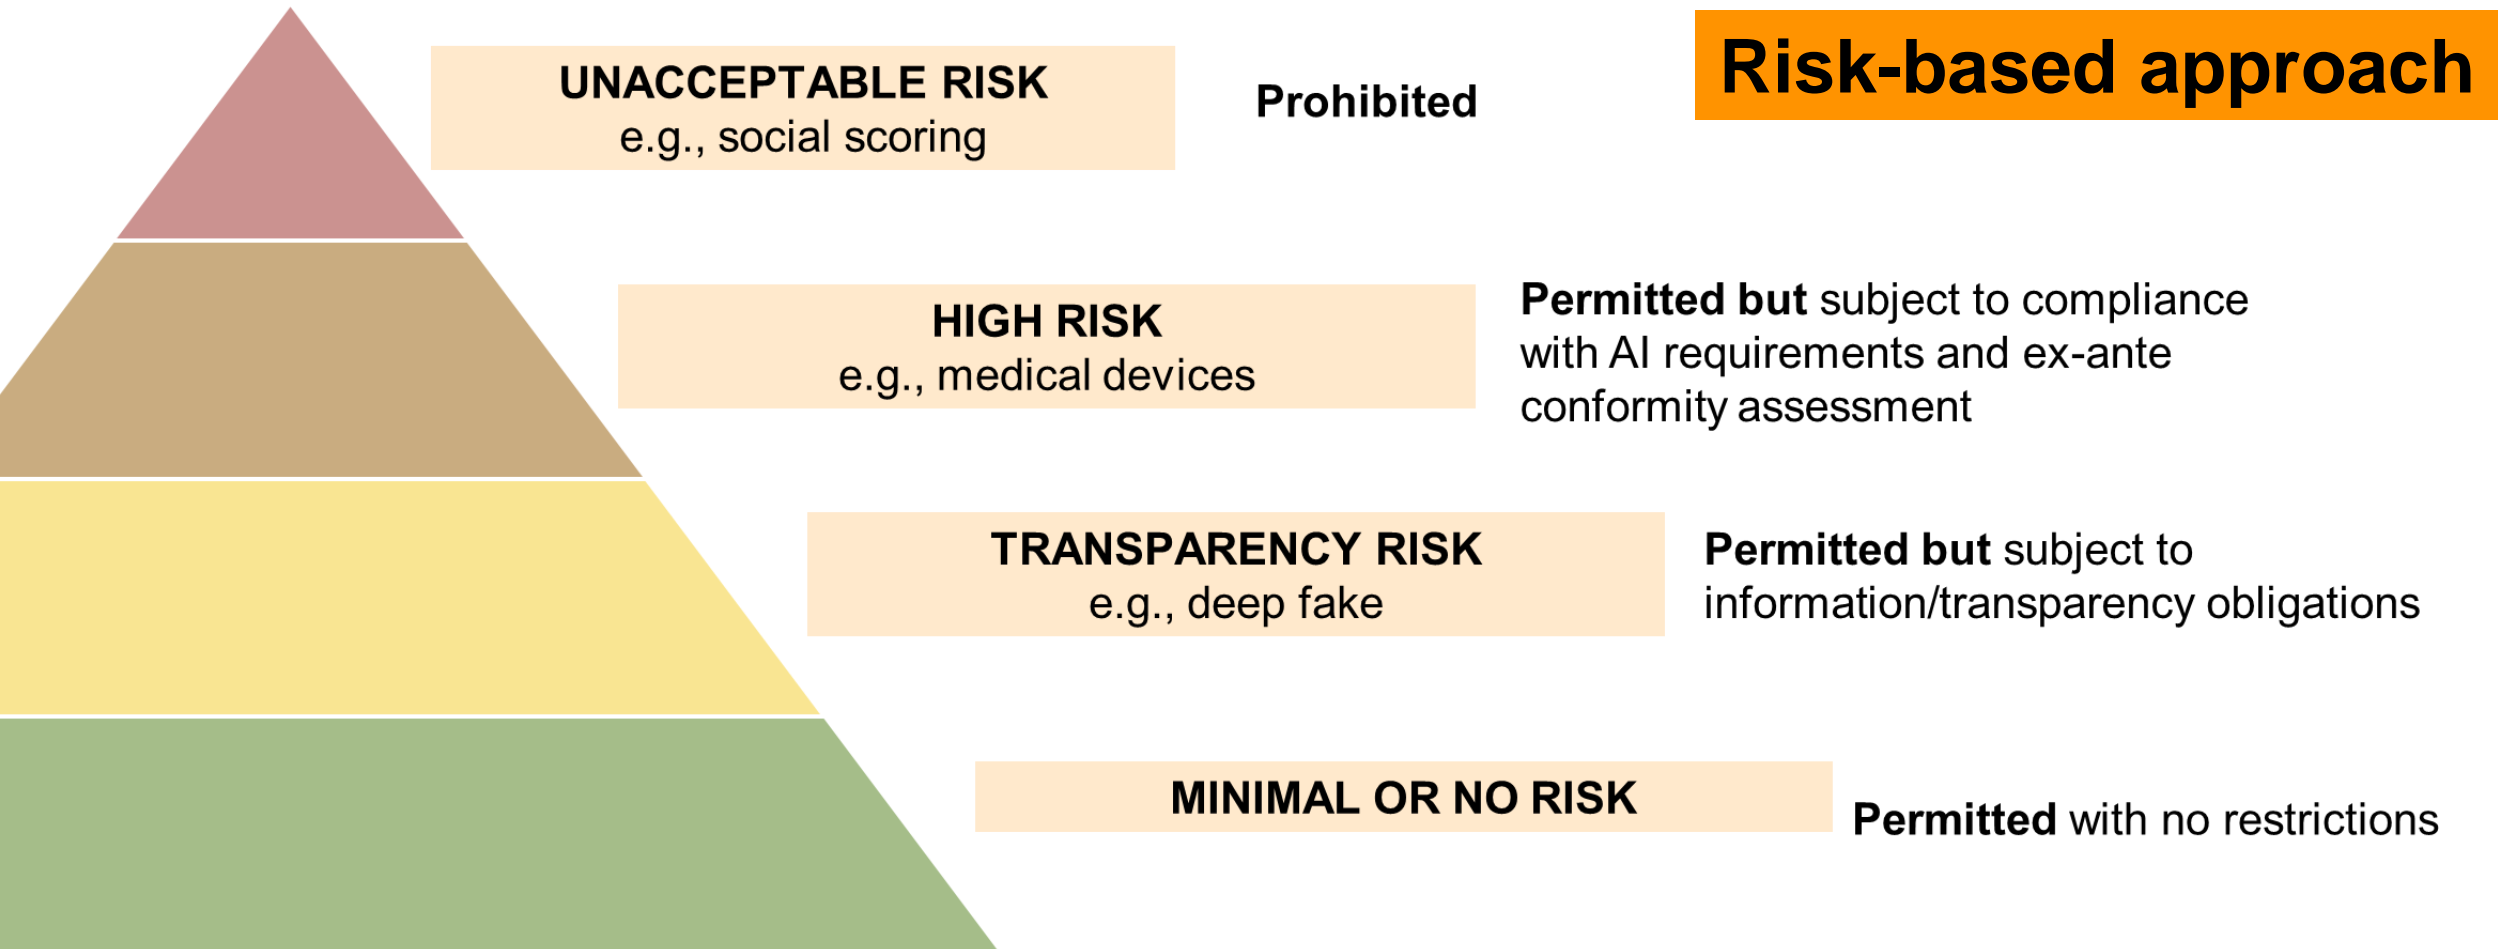 Risk-based approach
UNACCEPTABLE RISK
e.g., social scoring
Prohibited
HIGH RISK
e.g., medical devices
Permitted but subject to compliance
with AI requirements and ex-ante
conformity assessment
TRANSPARENCY RISK
e.g., deep fake
Permitted but subject to
information/transparency obligations
MINIMAL OR NO RISK
Permitted with no restrictions